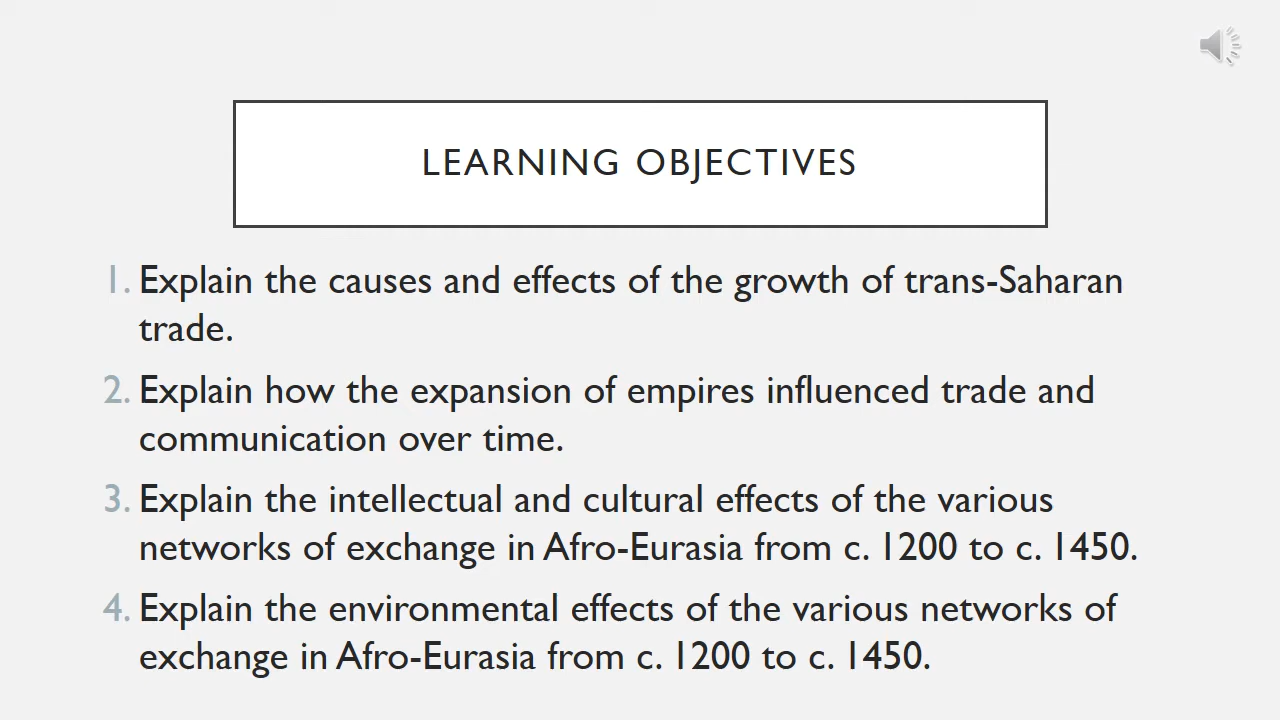 LEARNING OBJECTIVES
1. Explain the causes and effects of the growth of trans-Saharan
trade.
2. Explain how the expansion of empires influenced trade and
communication over time.
3. Explain the intellectual and cultural effects of the various
networks of exchange in Afro-Eurasia from c. 1200 to c. 1450.
4. Explain the environmental effects of the various networks of
exchange in Afro-Eurasia from c. 1200 to c. 1450.